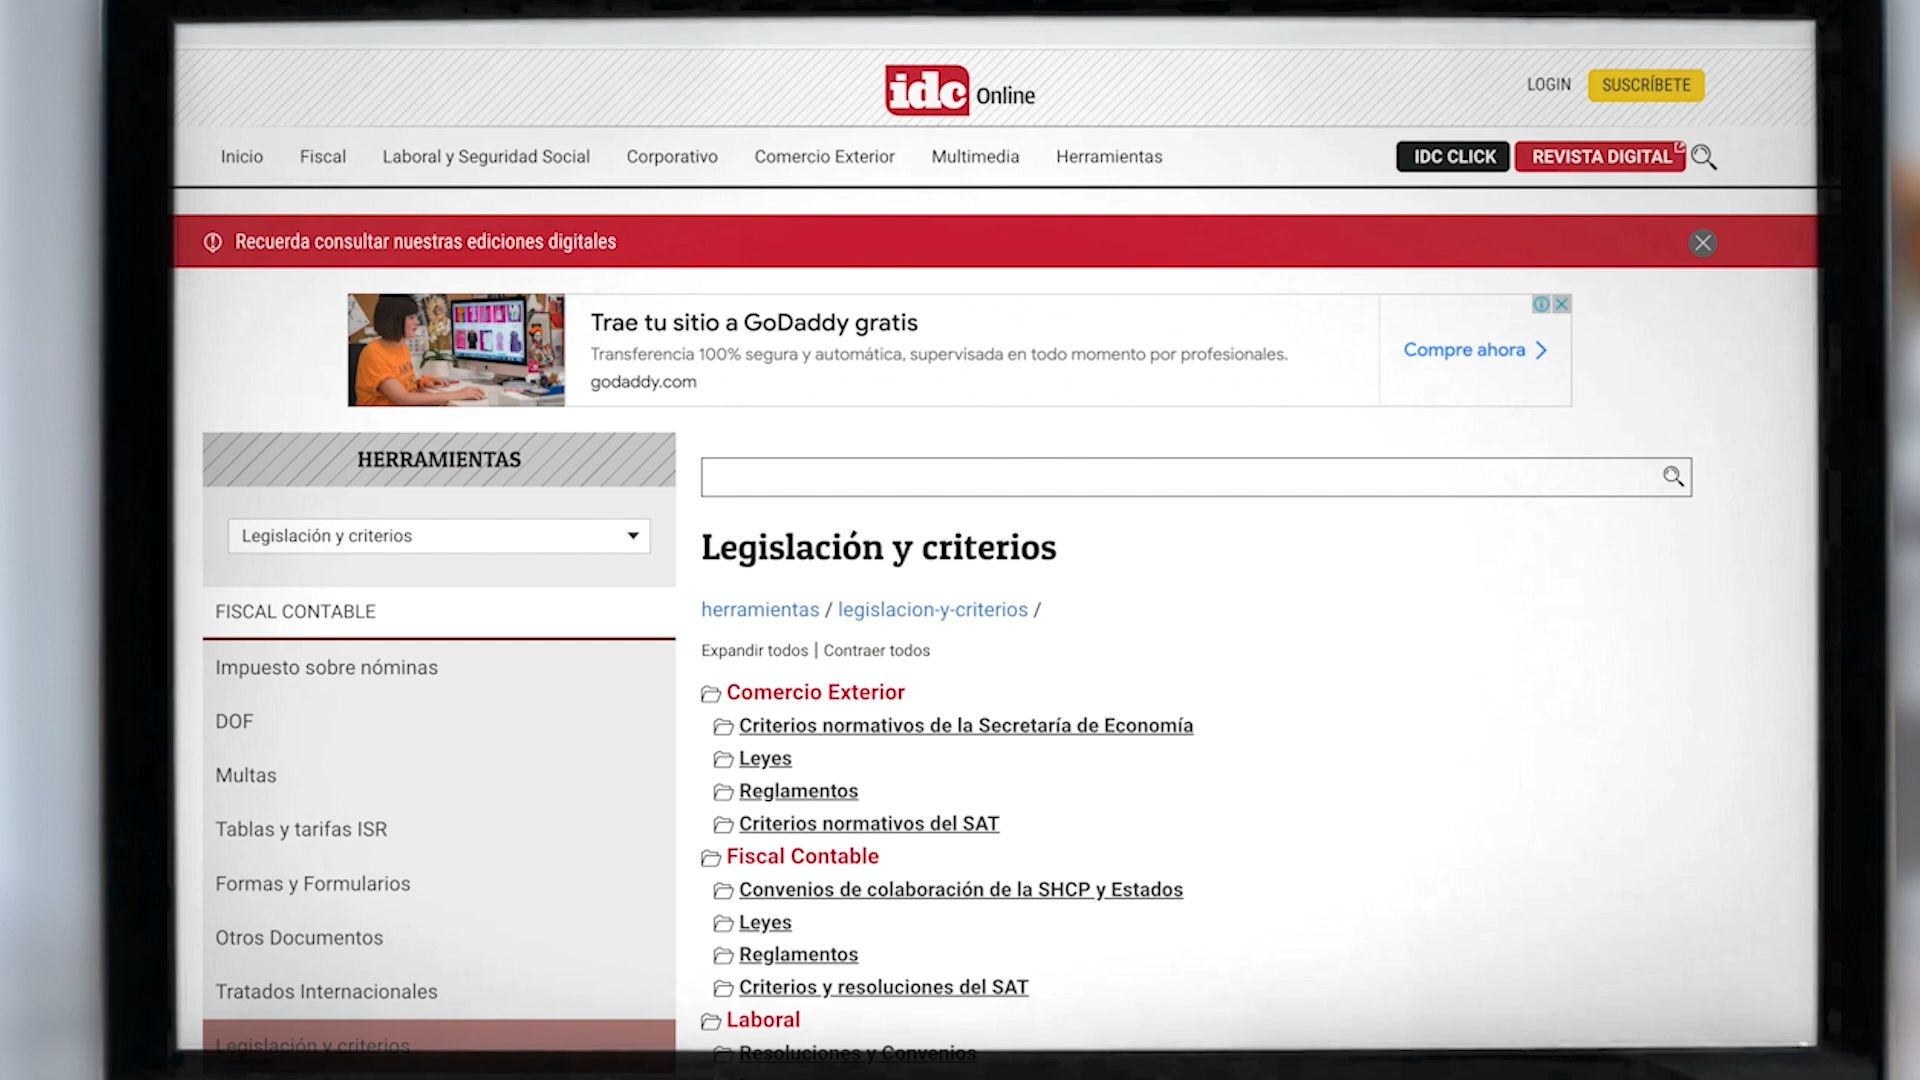 idc Online
LOGIN
SUSCRÍBETE
Inicio
Fiscal
Laboral y Seguridad Social
Corporativo
Comercio Exterior
Multimedia
Herramientas
IDC CLICK
REVISTA DIGITAL
Recuerda consultar nuestras ediciones digitales
Trae tu sitio a GoDaddy gratis
Transferencia 100% segura y automática, supervisada en todo momento por profesionales.
godaddy.com
Compre ahora
HERRAMIENTAS
Legislación y criterios
FISCAL CONTABLE
Impuesto sobre nóminas
DOF
Multas
Tablas y tarifas ISR
Formas y Formularios
Otros Documentos
Tratados Internacionales
Legislación y criterios
Legislación y criterios
herramientas / legislacion-y-criterios /
Expandir todos | Contraer todos
Comercio Exterior
Criterios normativos de la Secretaría de Economía
Leyes
Reglamentos
Criterios normativos del SAT
Fiscal Contable
Convenios de colaboración de la SHCP y Estados
Leyes
Reglamentos
Criterios y resoluciones del SAT
Laboral
Resoluciones y Convenios